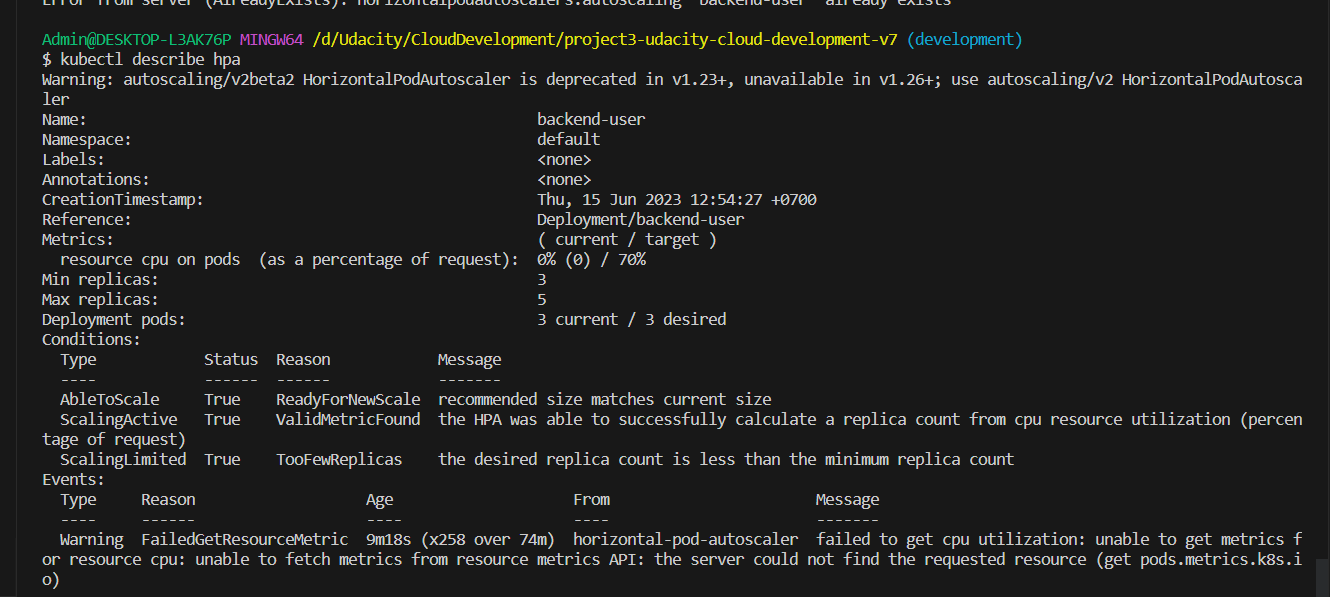 Error from server (AlreadyExists): horizontalpodautoscalers.autoscaling "backend-user" already exists
Admin@DESKTOP-L3AK76P MINGW64 /d/Udacity/CloudDevelopment/project3-udacity-cloud-development-v7 (development)
$ kubectl describe hpa
Warning: autoscaling/v2beta2 HorizontalPodAutoscaler is deprecated in v1.23+, unavailable in v1.26+; use autoscaling/v2 HorizontalPodAutosca
ler
Name: backend-user
Namespace: default
Labels: <none>
Annotations: <none>
CreationTimestamp: Thu, 15 Jun 2023 12:54:27 +0700
Reference: Deployment/backend-user
Metrics: ( current / target )
resource cpu on pods (as a percentage of request): 0% (0) / 70%
Min replicas: 3
Max replicas: 5
Deployment pods: 3 current / 3 desired
Conditions:
Type Status Reason Message
---- ------ ------ -------
AbleToScale True ReadyForNewScale recommended size matches current size
ScalingActive True ValidMetricFound the HPA was able to successfully calculate a replica count from cpu resource utilization (percen
tage of request)
ScalingLimited True TooFewReplicas the desired replica count is less than the minimum replica count
Events:
Type Reason Age From Message
---- ------ ---- ---- -------
Warning FailedGetResourceMetric 9m18s (x258 over 74m) horizontal-pod-autoscaler failed to get cpu utilization: unable to get metrics f
or resource cpu: unable to fetch metrics from resource metrics API: the server could not find the requested resource (get pods.metrics.k8s.i
o)